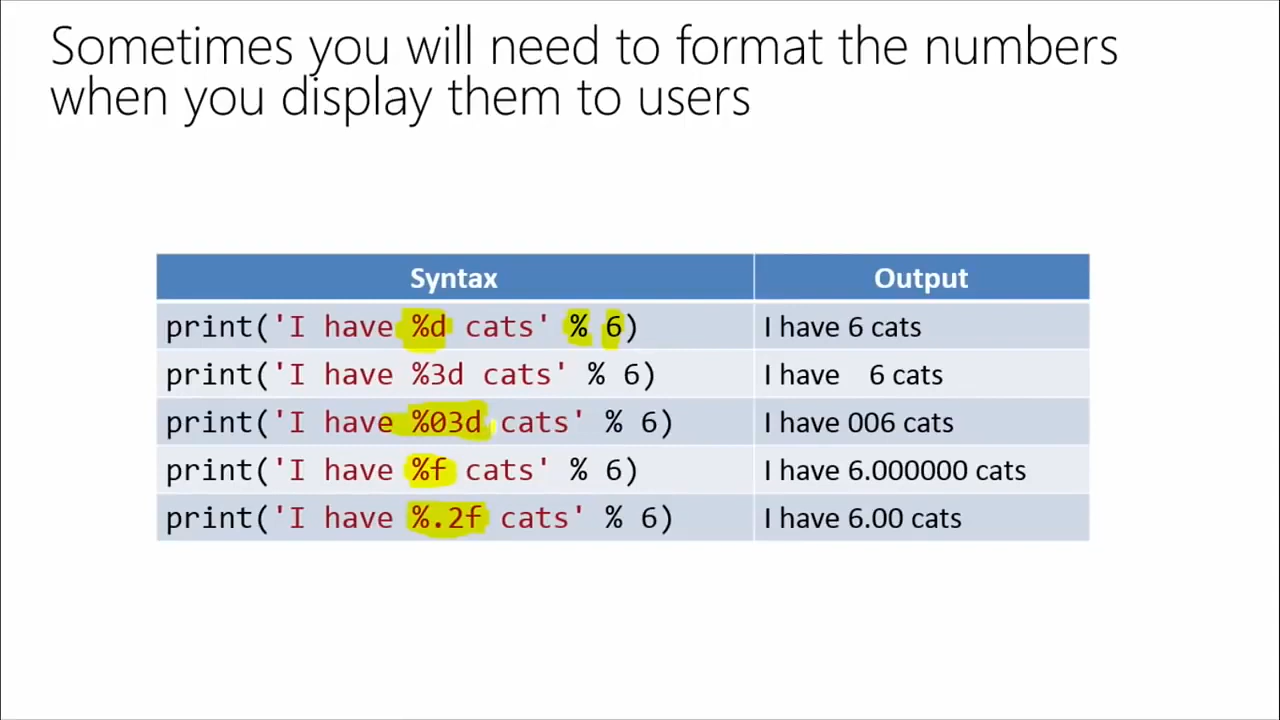 Sometimes you will need to format the numbers
when you display them to users
Syntax Output
print('I have %d cats' % 6) I have 6 cats
print('I have %3d cats' % 6) I have   6 cats
print('I have %03d cats' % 6) I have 006 cats
print('I have %f cats' % 6) I have 6.000000 cats
print('I have %.2f cats' % 6) I have 6.00 cats